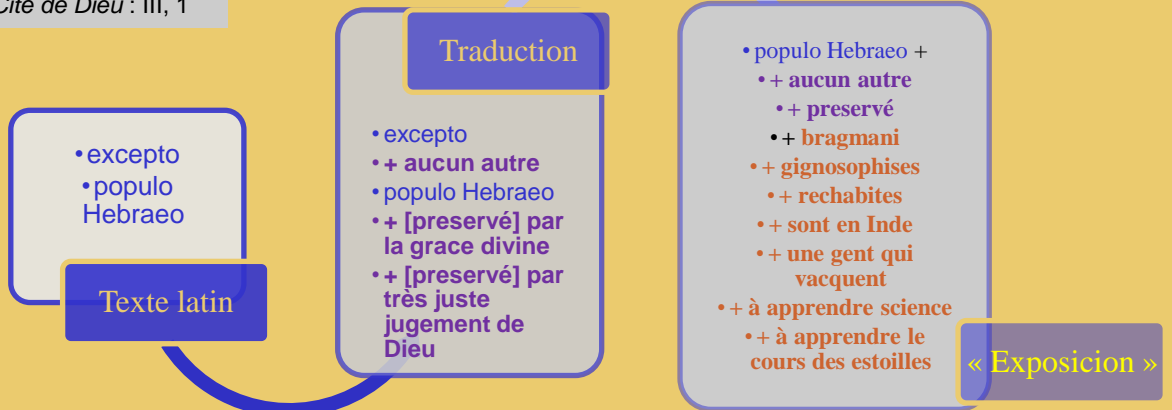 Cité de Dieu : III, 1
• excepto
• populo
Hebraeo
Texte latin
Traduction
• excepto
• + aucun autre
• populo Hebraeo
• + [preservé] par
la grace divine
• + [preservé] par
très juste
jugement de
Dieu
• populo Hebraeo +
• + aucun autre
• + preservé
• + bragmani
• + gignosophises
• + rechabites
• + sont en Inde
• + une gent qui
vacquent
• + à apprendre science
• + à apprendre le
cours des estoilles
« Exposicion »